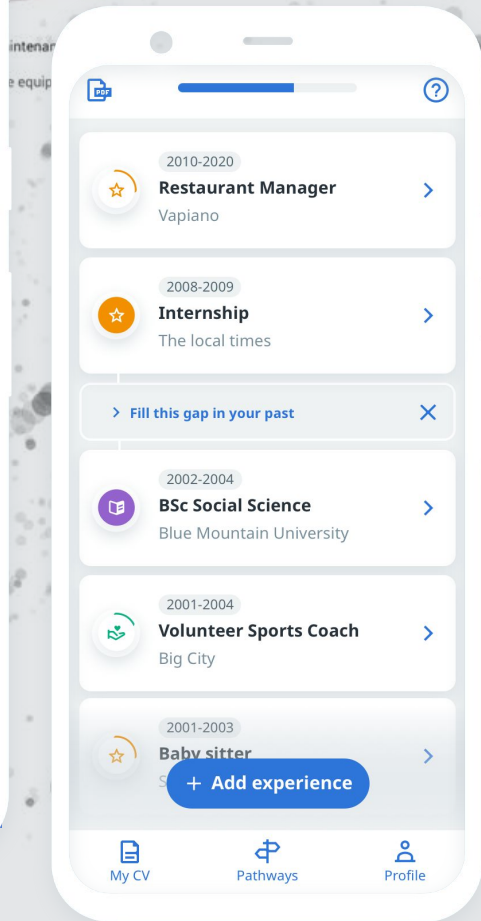 e equip
PDF
?
2010-2020
Restaurant Manager
Vapiano
2008-2009
Internship
The local times
Fill this gap in your past
2002-2004
BSc Social Science
Blue Mountain University
2001-2004
Volunteer Sports Coach
Big City
2001-2003
Baby sitter
+ Add experience
My CV
Pathways
Profile